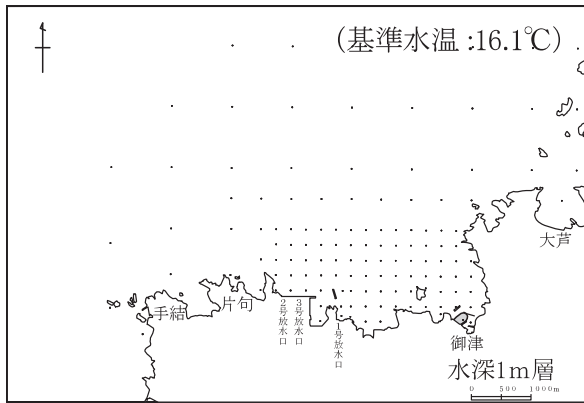 (基準水温 :16.1℃)
大芦
手結
片句
2号放水口
3号放水口
1号放水口
御津
水深1m層
0 500 1000m